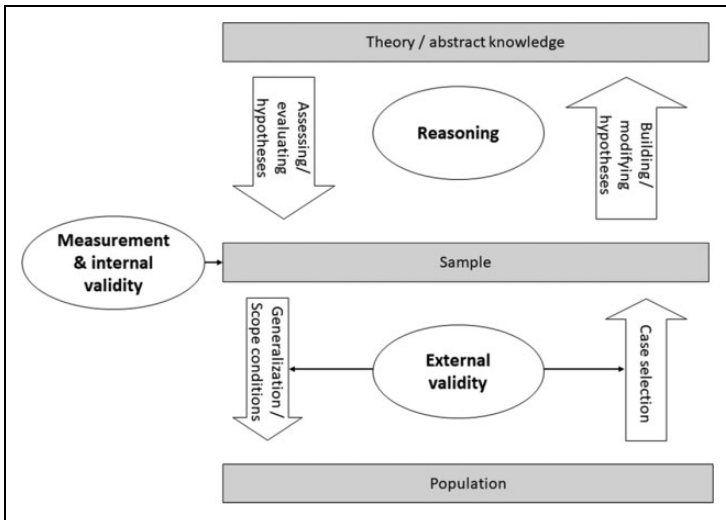 Theory / abstract knowledge
Assessing/
evaluating
hypotheses
Reasoning
Building/
modifying
hypotheses
Measurement
& internal
validity
Sample
Generalization /
Scope conditions
External
validity
Case selection
Population